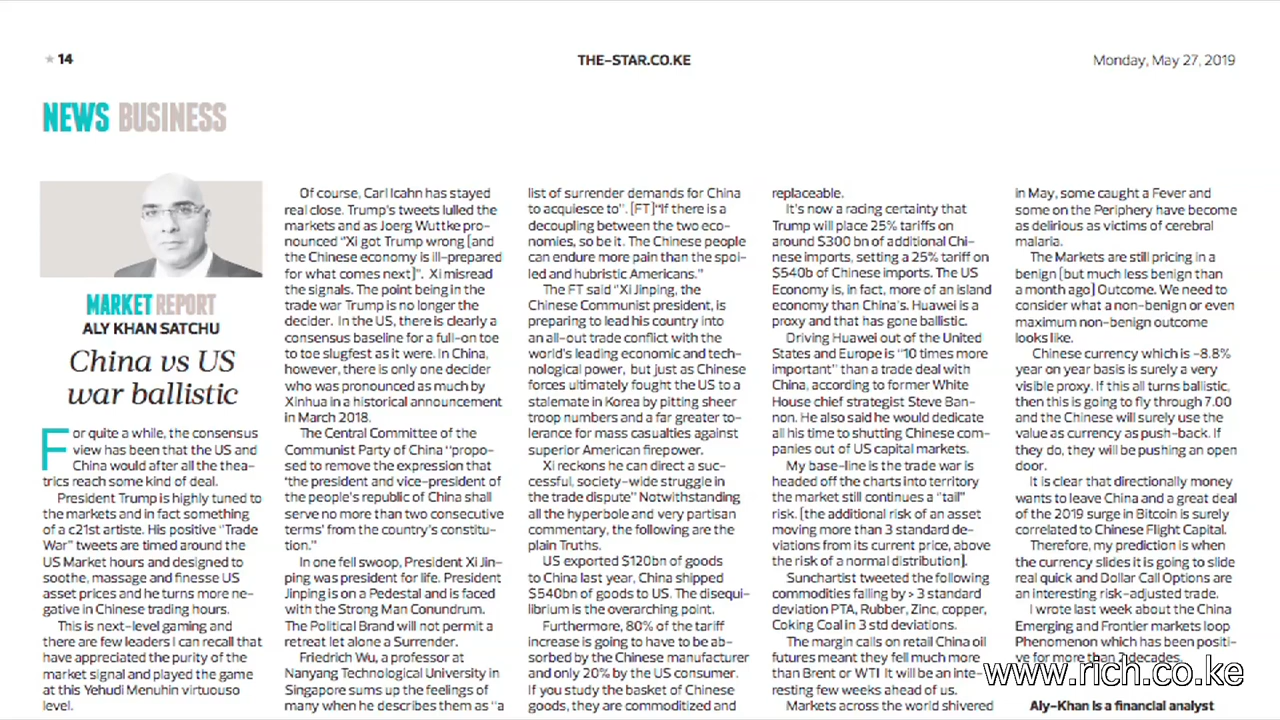 ★ 14
THE-STAR.CO.KE
Monday, May 27, 2019
NEWS BUSINESS
MARKET REPORT
ALY KHAN SATCHU
China vs US
war ballistic
For quite a while, the consensus
view has been that the US and
China would after all the thea-
trics reach some kind of deal.
President Trump is highly tuned to
the markets and in fact something
of a c21st artiste. His positive “Trade
War” tweets are timed around the
US Market hours and designed to
soothe, massage and finesse US
asset prices and he turns more ne-
gative in Chinese trading hours.
This is next-level gaming and
there are few leaders I can recall that
have appreciated the purity of the
market signal and played the game
at this Yehudi Menuhin virtuouso
level.
Of course, Carl Icahn has stayed
real close. Trump's tweets lulled the
markets and as Joerg Wuttke pro-
nounced “Xi got Trump wrong [and
the Chinese economy is ill-prepared
for what comes next]”. Xi misread
the signals. The point being in the
trade war Trump is no longer the
decider. In the US, there is clearly a
consensus baseline for a full-on toe
to toe slugfest as it were. In China,
however, there is only one decider
who was pronounced as much by
Xinhua in a historical announcement
in March 2018.
The Central Committee of the
Communist Party of China “propo-
sed to remove the expression that
“the president and vice-president of
the people's republic of China shall
serve no more than two consecutive
terms' from the country's constitu-
tion.”
In one fell swoop, President Xi Jin-
ping was president for life. President
Jinping is on a Pedestal and is faced
with the Strong Man Conundrum.
The Political Brand will not permit a
retreat let alone a Surrender.
Friedrich Wu, a professor at
Nanyang Technological University in
Singapore sums up the feelings of
many when he describes them as “a
list of surrender demands for China
to acquiesce to”. [FT]“If there is a
decoupling between the two eco-
nomies, so be it. The Chinese people
can endure more pain than the spoi-
led and hubristic Americans.”
The FT said “Xi Jinping, the
Chinese Communist president, is
preparing to lead his country into
an all-out trade conflict with the
world's leading economic and tech-
nological power, but just as Chinese
forces ultimately fought the US to a
stalemate in Korea by pitting sheer
troop numbers and a far greater to-
lerance for mass casualties against
superior American firepower.
Xi reckons he can direct a suc-
cessful, society-wide struggle in
the trade dispute” Notwithstanding
all the hyperbole and very partisan
commentary, the following are the
plain Truths.
US exported $120bn of goods
to China last year, China shipped
$540bn of goods to US. The disequi-
librium is the overarching point.
Furthermore, 80% of the tariff
increase is going to have to be ab-
sorbed by the Chinese manufacturer
and only 20% by the US consumer.
If you study the basket of Chinese
goods, they are commoditized and
replaceable.
It's now a racing certainty that
Trump will place 25% tariffs on
around $300 bn of additional Chi-
nese imports, setting a 25% tariff on
$540b of Chinese imports. The US
Economy is, in fact, more of an island
economy than China's. Huawei is a
proxy and that has gone ballistic.
Driving Huawei out of the United
States and Europe is “10 times more
important” than a trade deal with
China, according to former White
House chief strategist Steve Ban-
non. He also said he would dedicate
all his time to shutting Chinese com-
panies out of US capital markets.
My base-line is the trade war is
headed off the charts into territory
the market still continues a “tail”
risk. [the additional risk of an asset
moving more than 3 standard de-
viations from its current price, above
the risk of a normal distribution].
Sunchartist tweeted the following
commodities failing by > 3 standard
deviation PTA, Rubber, Zinc, copper,
Coking Coal in 3 std deviations.
The margin calls on retail China oil
futures meant they fell much more
than Brent or WTI It will be an inte-
resting few weeks ahead of us.
Markets across the world shivered
in May, some caught a Fever and
some on the Periphery have become
as delirious as victims of cerebral
malaria.
The Markets are still pricing in a
benign [but much less benign than
a month ago] Outcome. We need to
consider what a non-benign or even
maximum non-benign outcome
looks like.
Chinese currency which is -8.8%
year on year basis is surely a very
visible proxy. If this all turns ballistic,
then this is going to fly through 7.00
and the Chinese will surely use the
value as currency as push-back. If
they do, they will be pushing an open
door.
It is clear that directionally money
wants to leave China and a great deal
of the 2019 surge in Bitcoin is surely
correlated to Chinese Flight Capital.
Therefore, my prediction is when
the currency slides it is going to slide
real quick and Dollar Call Options are
an interesting risk-adjusted trade.
I wrote last week about the China
Emerging and Frontier markets loop
Phenomenon which has been positi-
ve for more than 2decades.
www.rich.co.ke
Aly-Khan is a financial analyst